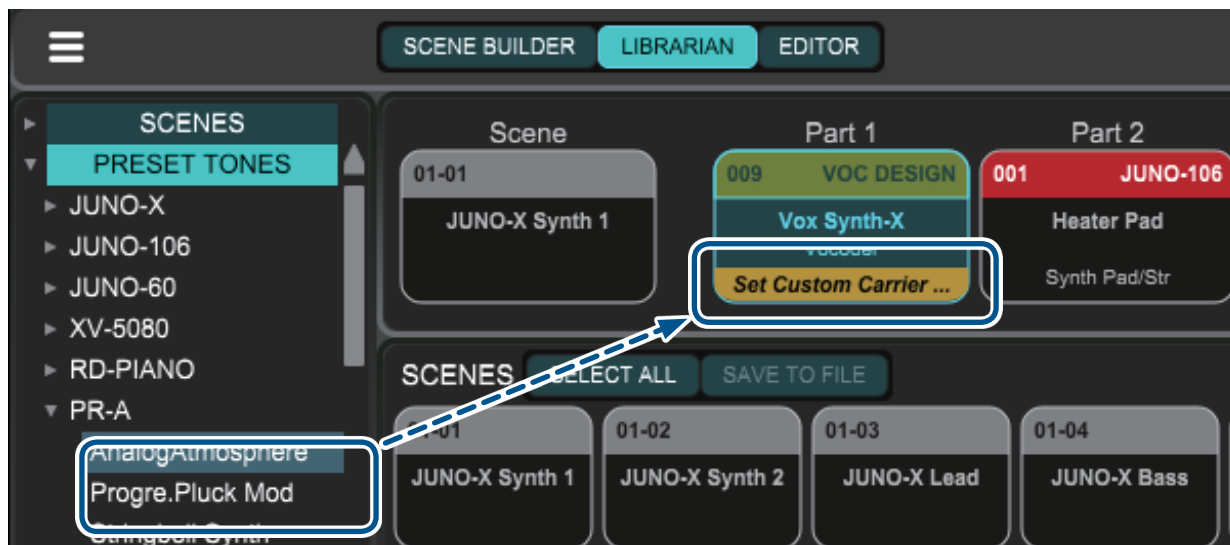 SCENE BUILDER LIBRARIAN EDITOR
SCENES
PRESET TONES
JUNO-X
JUNO-106
JUNO-60
XV-5080
RD-PIANO
PR-A
AnalogAtmosphere
Progre.Pluck Mod
Stringbell Synth
Scene
01-01
JUNO-X Synth 1
Part 1
009 VOC DESIGN
Vox Synth-X
Vocoder
Set Custom Carrier ...
Part 2
001 JUNO-106
Heater Pad
Synth Pad/Str
SCENES SELECT ALL SAVE TO FILE
01-01
JUNO-X Synth 1
01-02
JUNO-X Synth 2
01-03
JUNO-X Lead
01-04
JUNO-X Bass